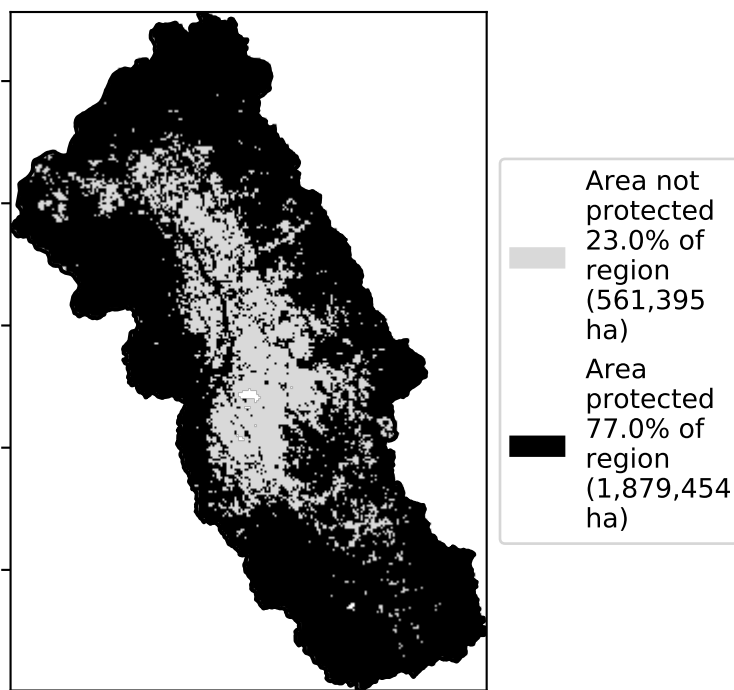 Area not
protected
23.0% of
region
(561,395
ha)
Area
protected
77.0% of
region
(1,879,454
ha)